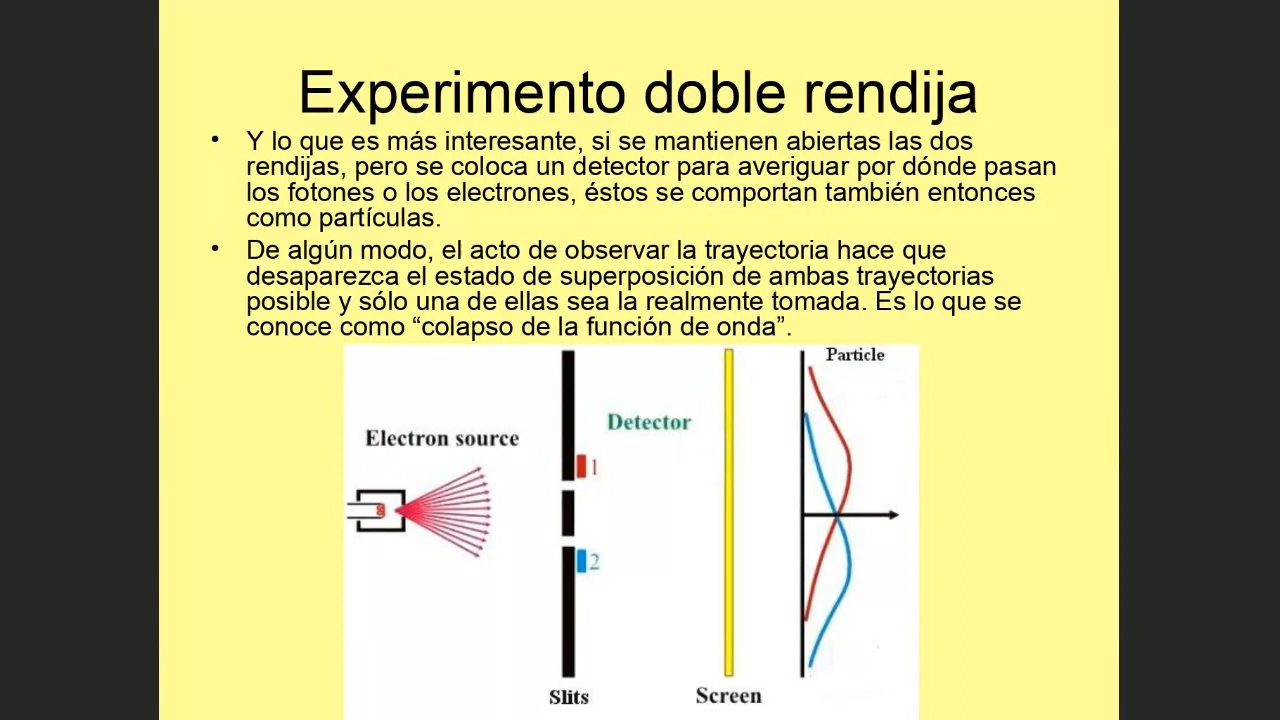 Experimento doble rendija
• Y lo que es más interesante, si se mantienen abiertas las dos
rendijas, pero se coloca un detector para averiguar por dónde pasan
los fotones o los electrones, éstos se comportan también entonces
como partículas.
• De algún modo, el acto de observar la trayectoria hace que
desaparezca el estado de superposición de ambas trayectorias
posible y sólo una de ellas sea la realmente tomada. Es lo que se
conoce como “colapso de la función de onda”.
Particle
Detector
Electron source
1
2
Slits
Screen